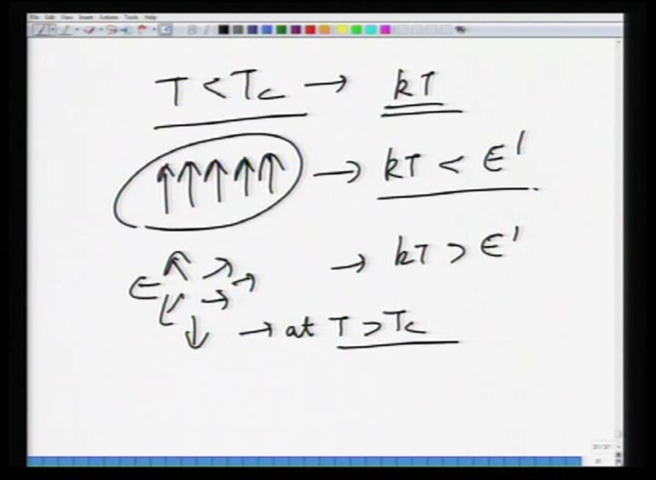 T < Tc → kT
↑↑↑↑↑ → kT < ϵ'
→ kT > ϵ'
→ at T > Tc